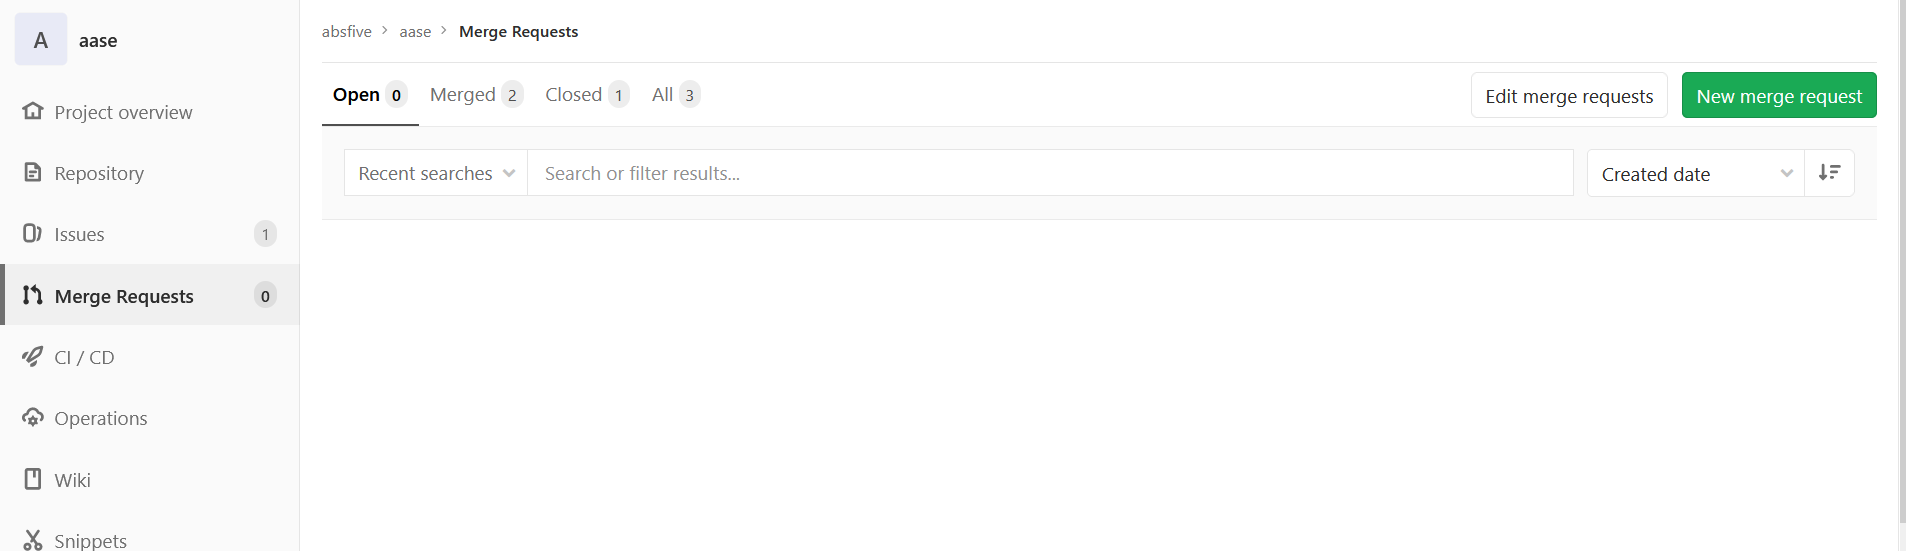 A aase
Project overview
Repository
Issues 1
Merge Requests 0
CI / CD
Operations
Wiki
Snippets
absfive > aase > Merge Requests
Open 0 Merged 2 Closed 1 All 3 Edit merge requests New merge request
Recent searches Search or filter results... Created date